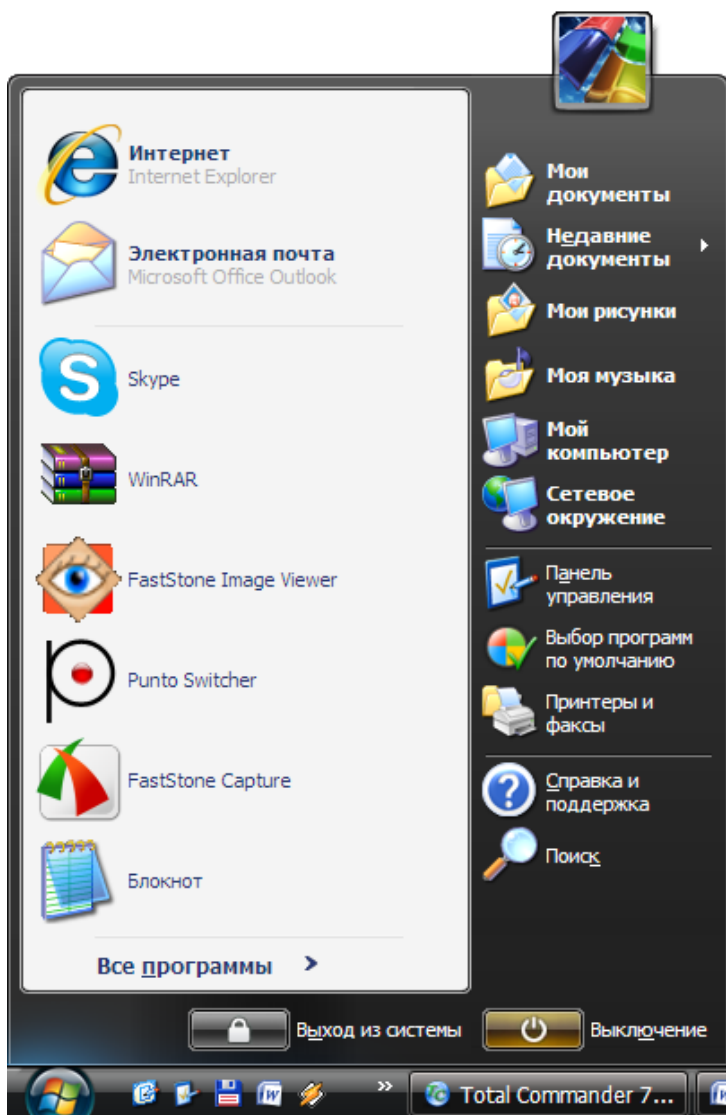 Интернет
Internet Explorer
Электронная почта
Microsoft Office Outlook
Skype
WinRAR
FastStone Image Viewer
Punto Switcher
FastStone Capture
Блокнот
Все программы
Мои
документы
Недавние
документы
Мои рисунки
Моя музыка
Мой
компьютер
Сетевое
окружение
Панель
управления
Выбор программ
по умолчанию
Принтеры и
факсы
Справка и
поддержка
Поиск
Выход из системы
Выключение
Total Commander 7...